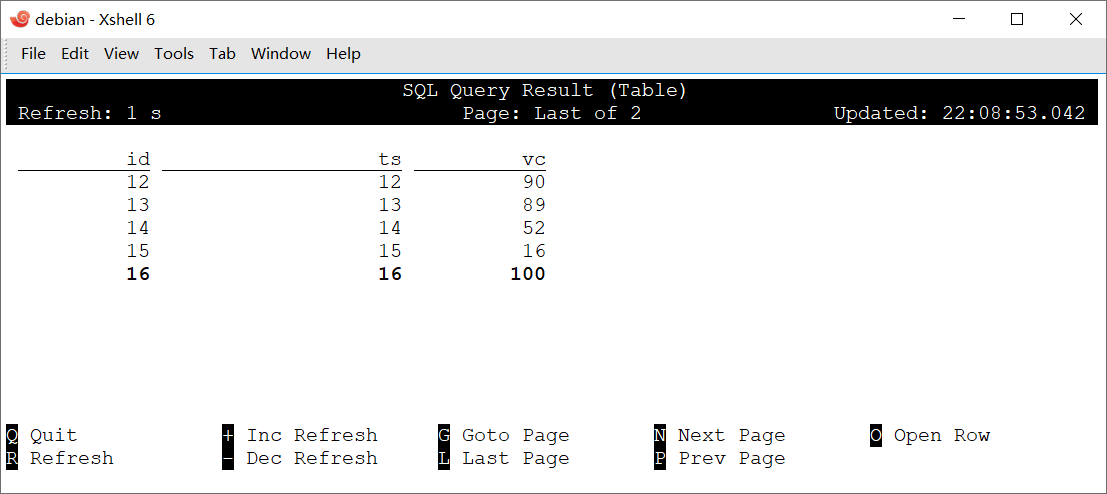 debian - Xshell 6
File Edit View Tools Tab Window Help
SQL Query Result (Table)
Refresh: 1 s Page: Last of 2 Updated: 22:08:53.042
id ts vc
12 12 90
13 13 89
14 14 52
15 15 16
16 16 100
Q Quit + Inc Refresh G Goto Page N Next Page O Open Row
R Refresh - Dec Refresh L Last Page P Prev Page